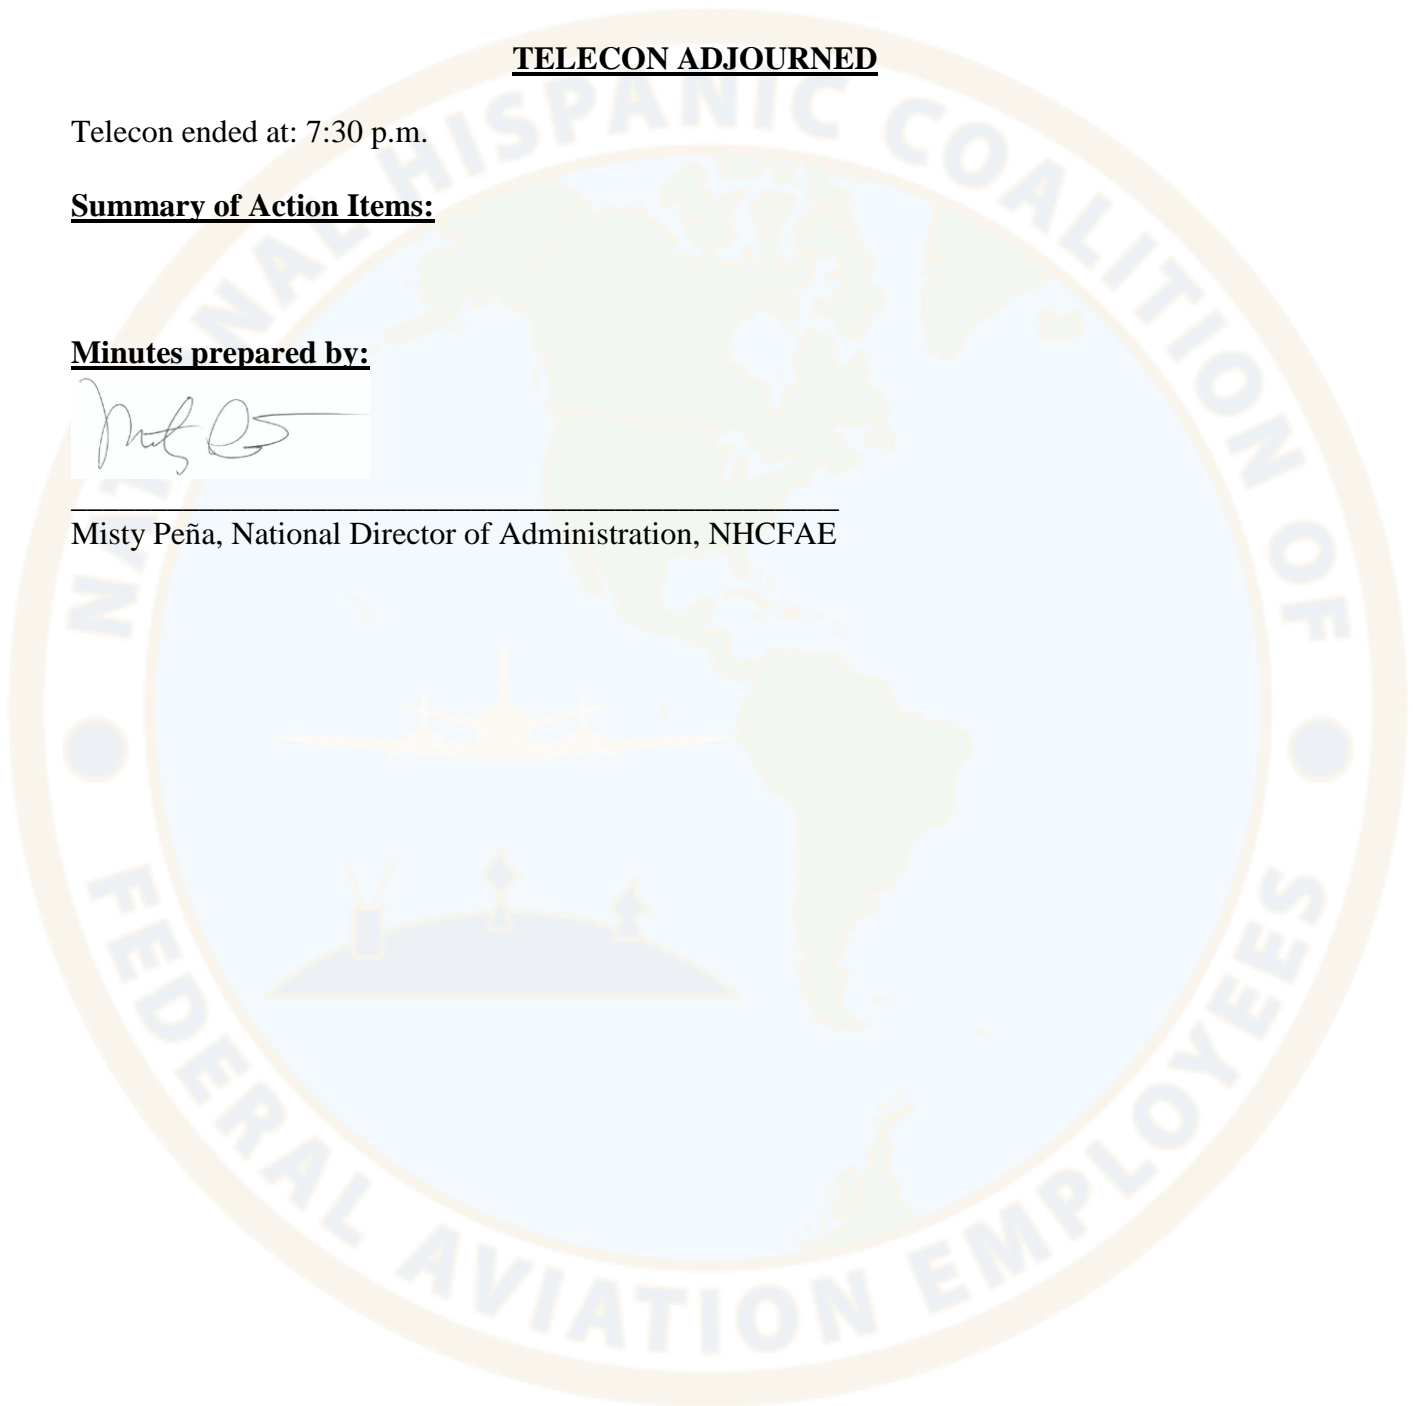 TELECON ADJOURNED
Telecon ended at: 7:30 p.m.
Summary of Action Items:
Minutes prepared by:
Misty Peña, National Director of Administration, NHCFAE
NATIONAL HISPANIC COALITION OF
FEDERAL AVIATION EMPLOYEES